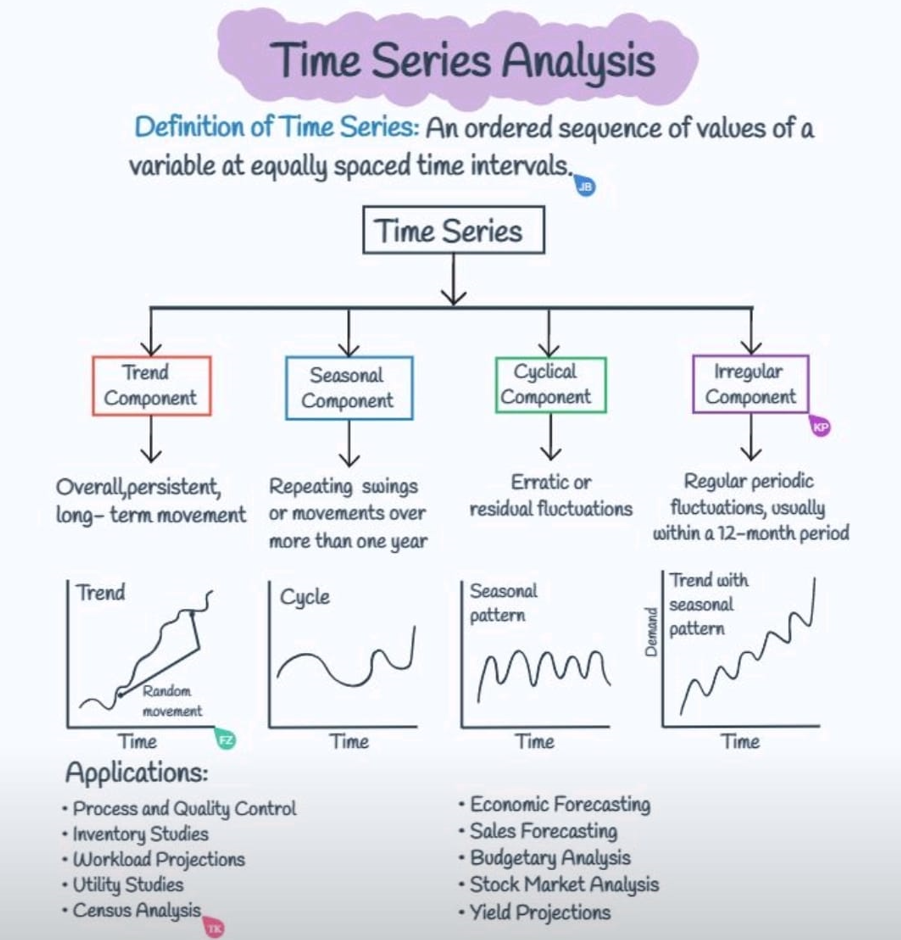 Time Series Analysis
Definition of Time Series: An ordered sequence of values of a
variable at equally spaced time intervals.
JB
Time Series
Trend
Component
Seasonal
Component
Cyclical
Component
Irregular
Component
KP
Overall,persistent,
long- term movement
Repeating swings
or movements over
more than one year
Erratic or
residual fluctuations
Regular periodic
fluctuations, usually
within a 12-month period
Trend
Random
movement
Time
FZ
Cycle
Time
Seasonal
pattern
Time
Trend with
seasonal
pattern
Demand
Time
Applications:
• Process and Quality Control
• Inventory Studies
• Workload Projections
• Utility Studies
• Census Analysis
TK
• Economic Forecasting
• Sales Forecasting
• Budgetary Analysis
• Stock Market Analysis
• Yield Projections